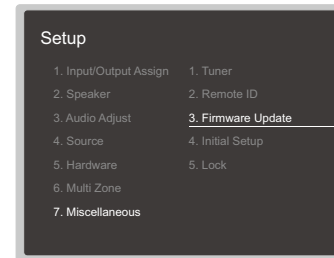 Setup
1. Input/Output Assign
2. Speaker
3. Audio Adjust
4. Source
5. Hardware
6. Multi Zone
7. Miscellaneous
1. Tuner
2. Remote ID
3. Firmware Update
4. Initial Setup
5. Lock